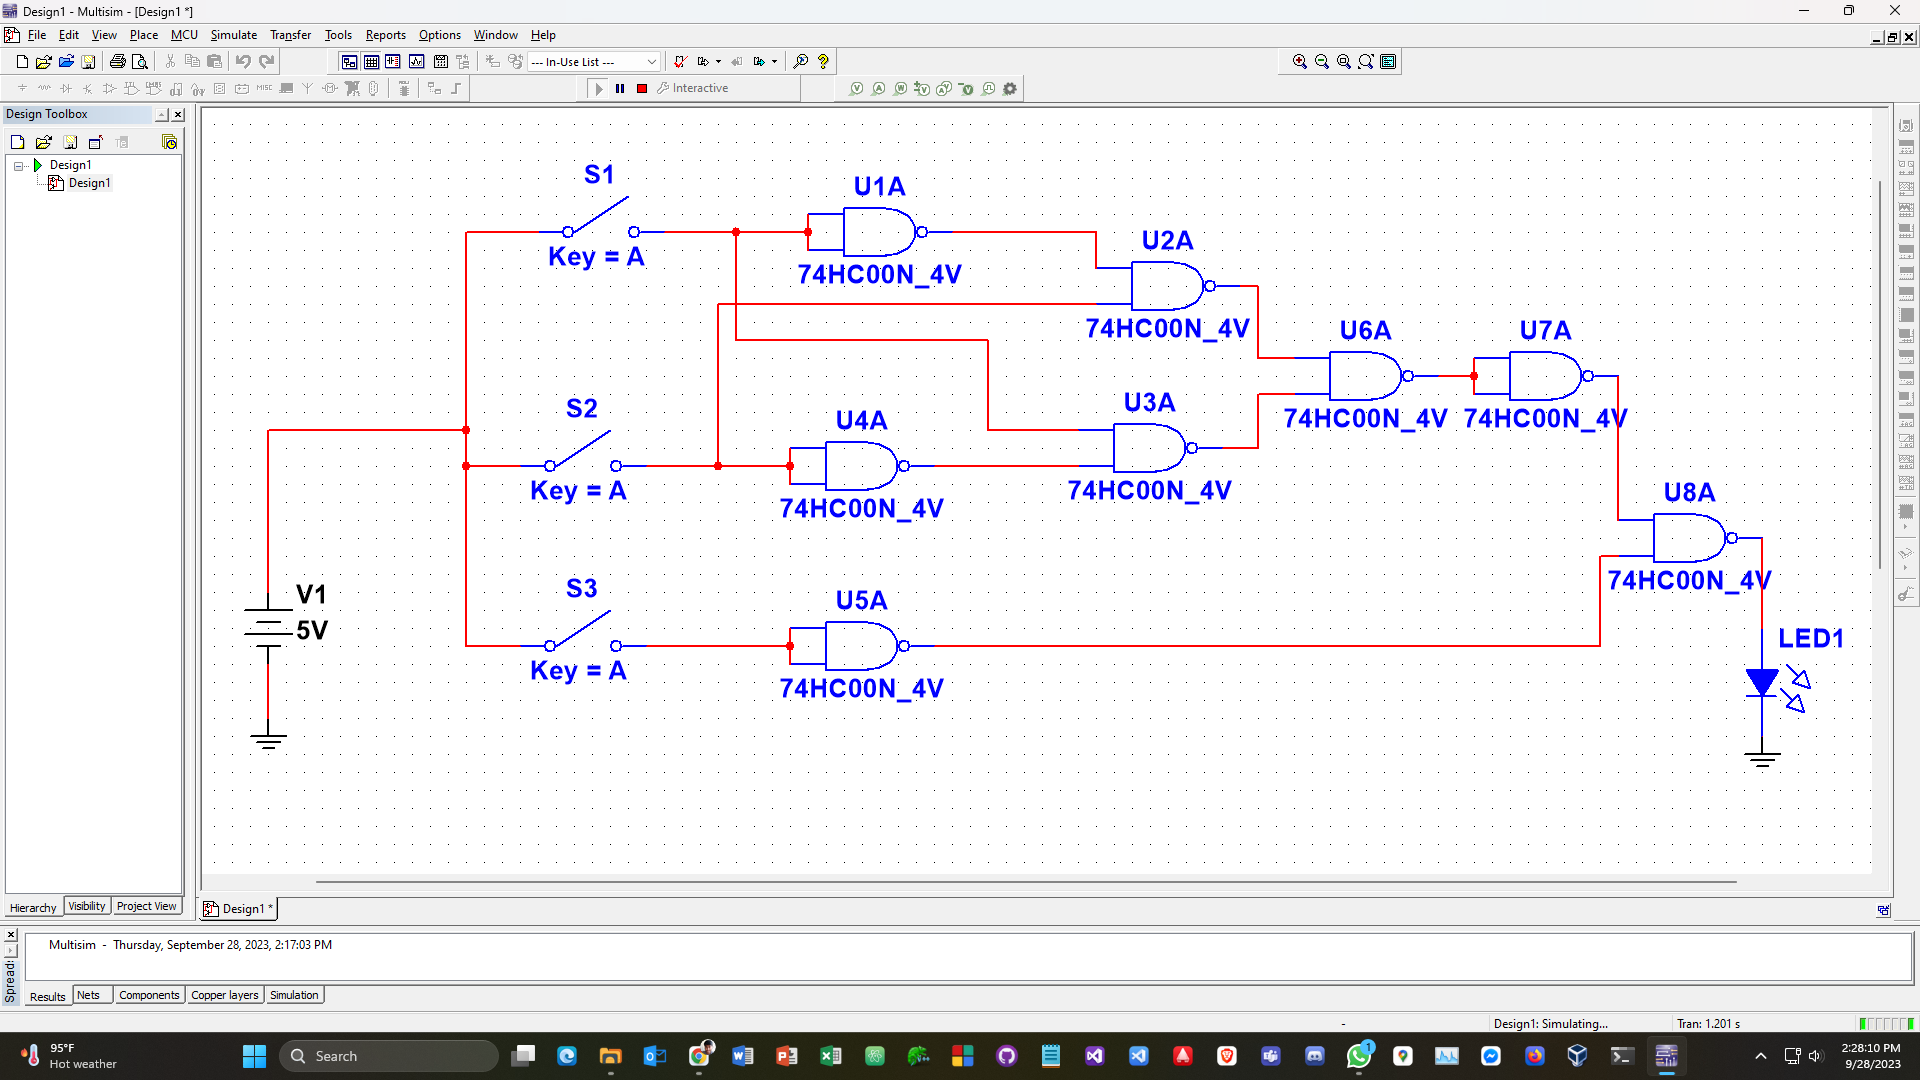 Design1 - Multisim - [Design1 *]
File Edit View Place MCU Simulate Transfer Tools Reports Options Window Help
--- In-Use List ---
MISC
Interactive
Design Toolbox
Design1
Design1
S1
Key = A
U1A
74HC00N_4V
U2A
74HC00N_4V
U6A
74HC00N_4V
U7A
74HC00N_4V
S2
Key = A
U4A
74HC00N_4V
U3A
74HC00N_4V
U8A
74HC00N_4V
V1
5V
S3
Key = A
U5A
74HC00N_4V
LED1
Hierarchy Visibility Project View
Design1 *
Multisim - Thursday, September 28, 2023, 2:17:03 PM
Spread:
Results Nets Components Copper layers Simulation
- Design1: Simulating... Tran: 1.201 s
95°F
Hot weather
Search
1
2:28:10 PM
9/28/2023